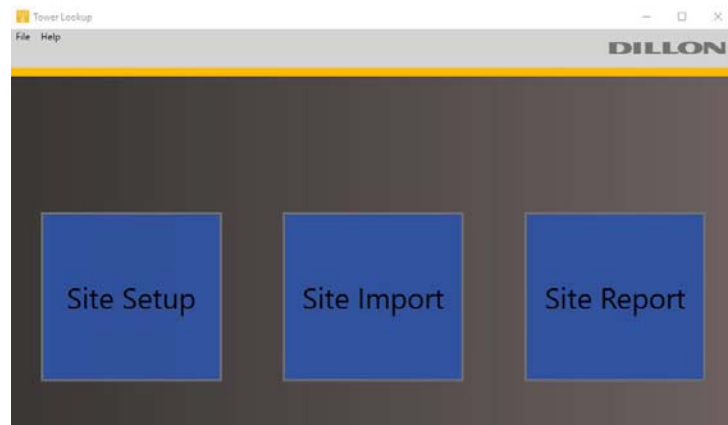 Tower Lookup
File Help
DILLON
Site Setup
Site Import
Site Report